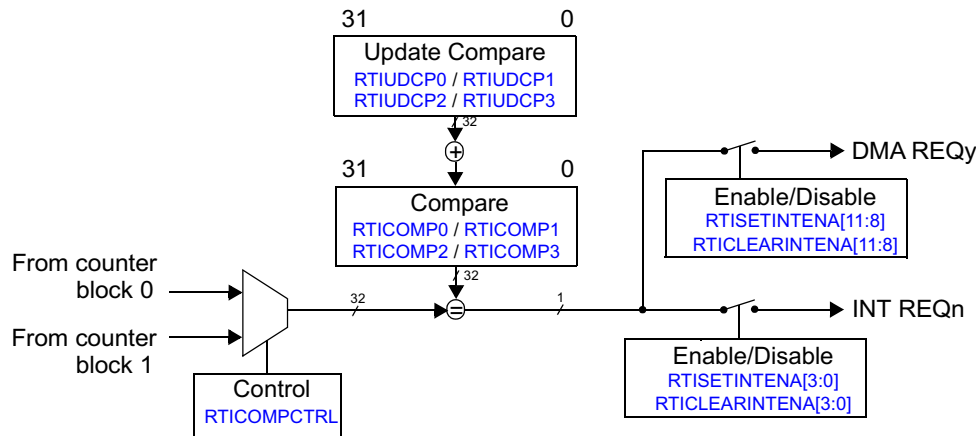 31 0
Update Compare
RTIUDCP0 / RTIUDCP1
RTIUDCP2 / RTIUDCP3
32
+
31 0
Compare
RTICOMP0 / RTICOMP1
RTICOMP2 / RTICOMP3
32
DMA REQy
Enable/Disable
RTISETINTENA[11:8]
RTICLEARINTENA[11:8]
From counter
block 0
32
=
1
INT REQn
From counter
block 1
Control
RTICOMPCTRL
Enable/Disable
RTISETINTENA[3:0]
RTICLEARINTENA[3:0]